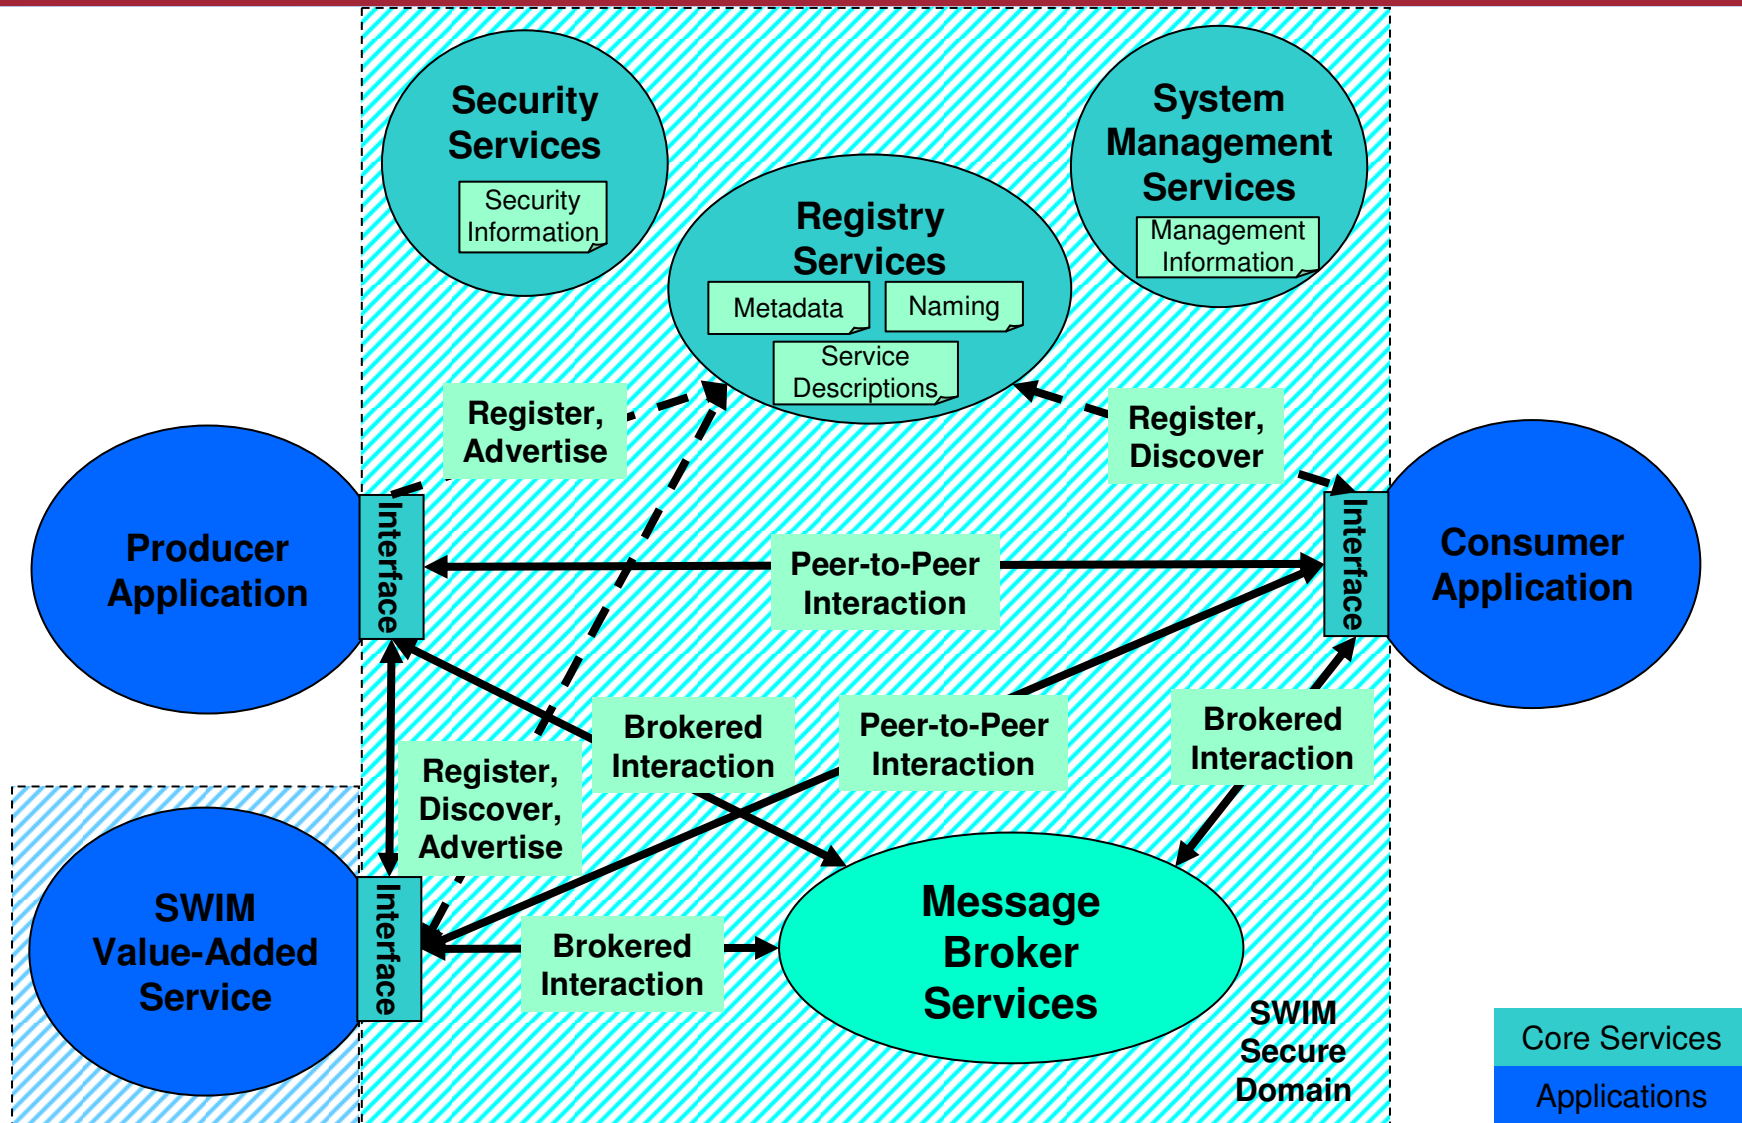 Security
Services
Security
Information
System
Management
Services
Management
Information
Registry
Services
Metadata
Naming
Service
Descriptions
Register,
Advertise
Register,
Discover
Producer
Application
Interface
Peer-to-Peer
Interaction
Interface
Consumer
Application
Brokered
Interaction
Peer-to-Peer
Interaction
Brokered
Interaction
Register,
Discover,
Advertise
SWIM
Value-Added
Service
Interface
Brokered
Interaction
Message
Broker
Services
SWIM
Secure
Domain
Core Services
Applications